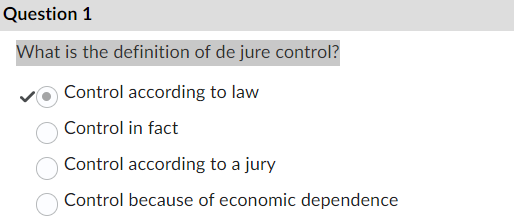 Question 1
What is the definition of de jure control?
Control according to law
Control in fact
Control according to a jury
Control because of economic dependence